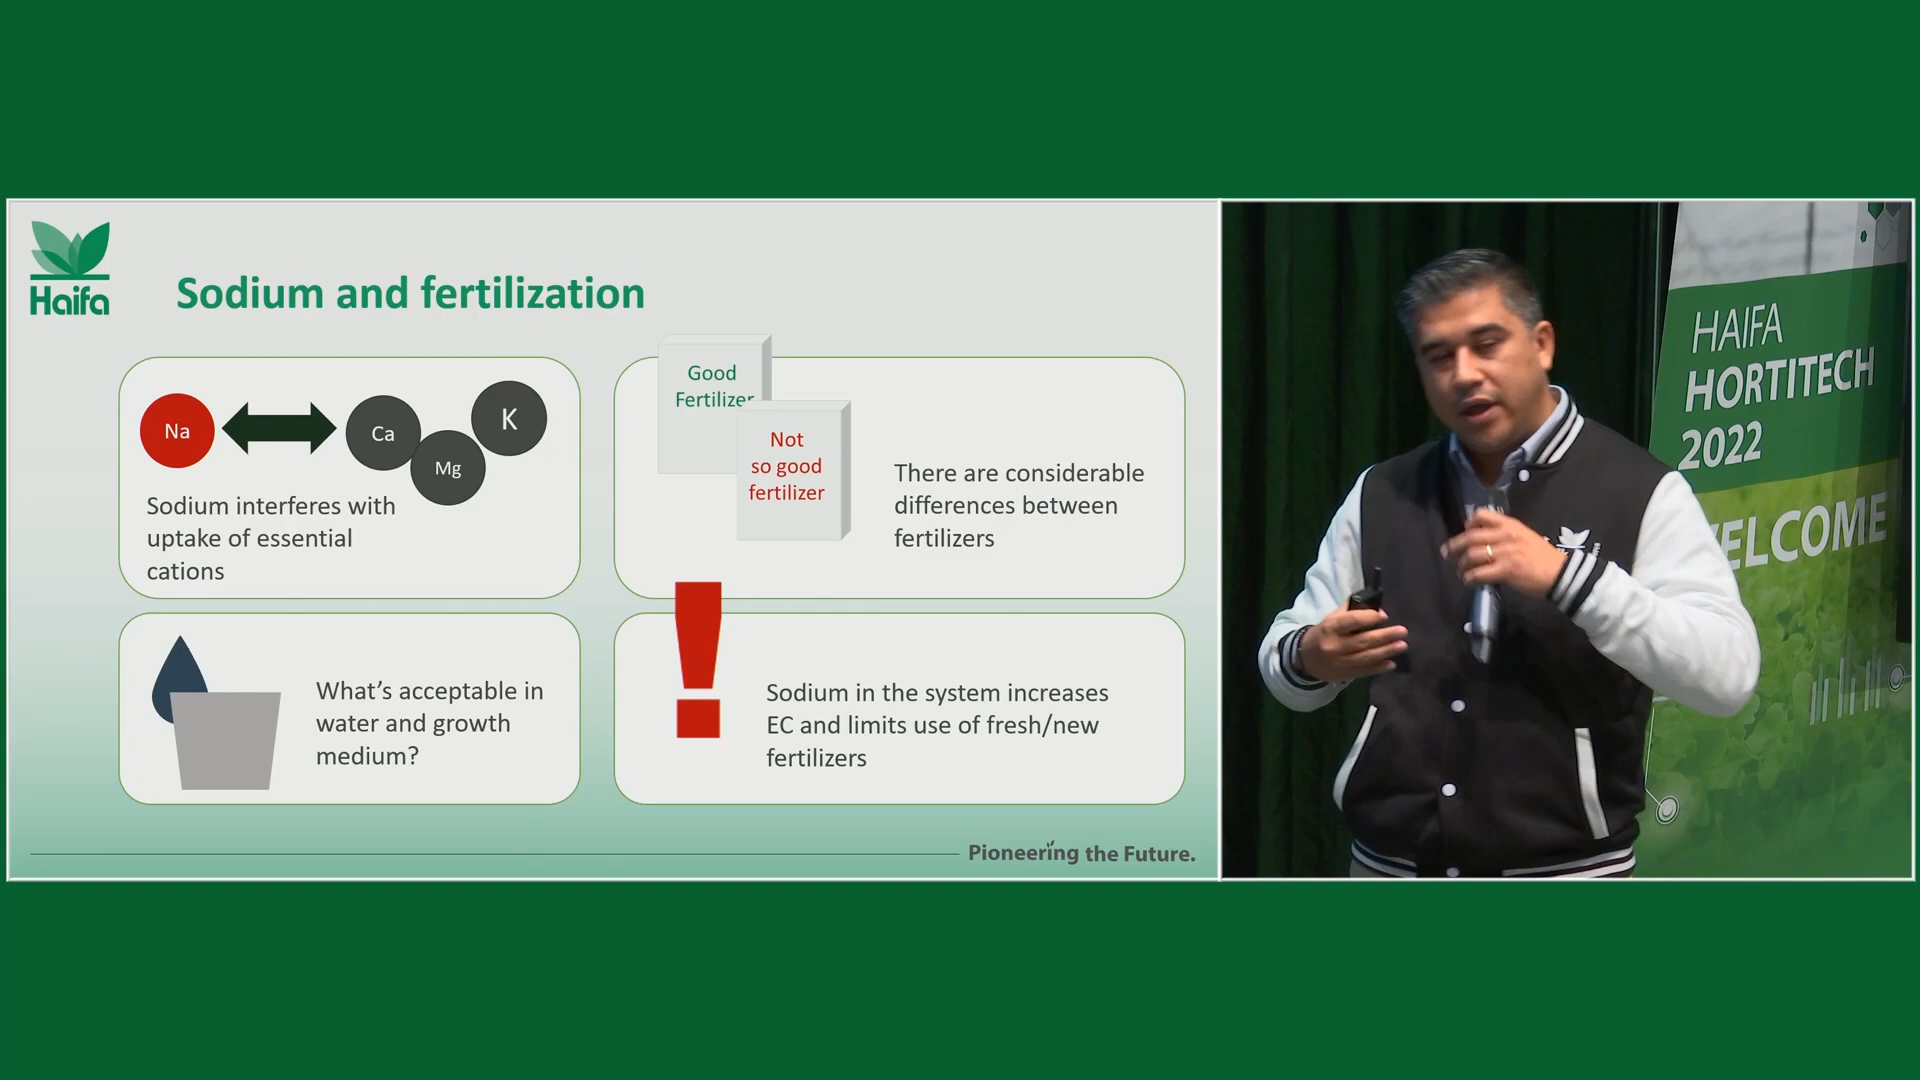 Haifa
Sodium and fertilization
Na
Ca
Mg
K
Sodium interferes with
uptake of essential
cations
Good
Fertilizer
Not
so good
fertilizer
There are considerable
differences between
fertilizers
What’s acceptable in
water and growth
medium?
!
Sodium in the system increases
EC and limits use of fresh/new
fertilizers
Pioneering the Future.
HAIFA
HORTITECH
2022
WELCOME